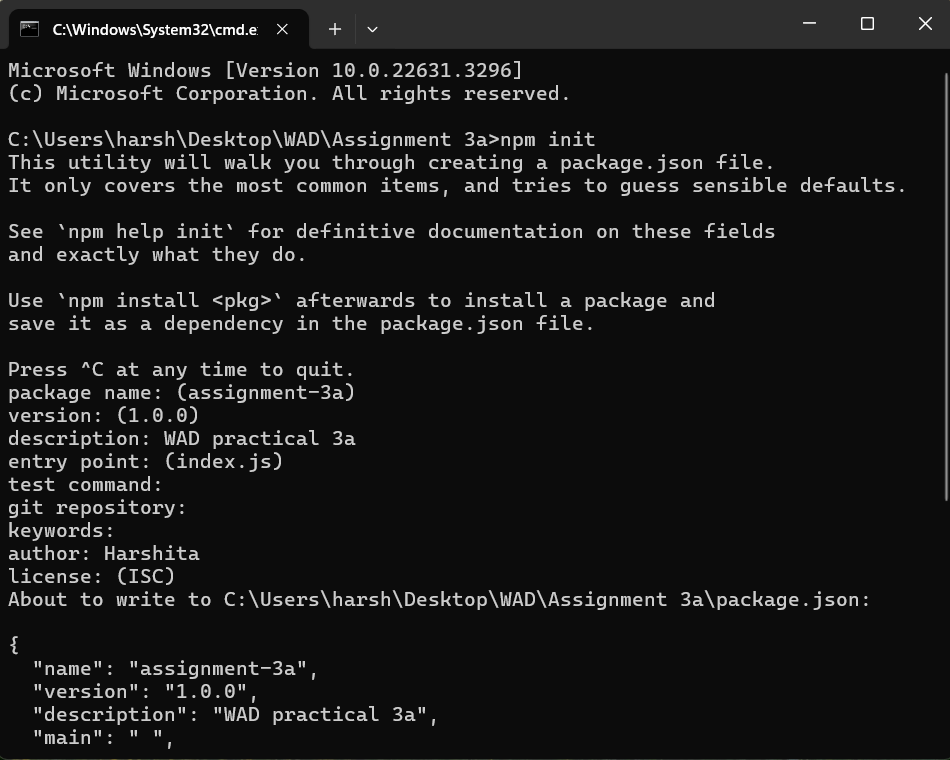 C:\Windows\System32\cmd.e
Microsoft Windows [Version 10.0.22631.3296]
(c) Microsoft Corporation. All rights reserved.
C:\Users\harsh\Desktop\WAD\Assignment 3a>npm init
This utility will walk you through creating a package.json file.
It only covers the most common items, and tries to guess sensible defaults.
See `npm help init` for definitive documentation on these fields
and exactly what they do.
Use `npm install <pkg>` afterwards to install a package and
save it as a dependency in the package.json file.
Press ^C at any time to quit.
package name: (assignment-3a)
version: (1.0.0)
description: WAD practical 3a
entry point: (index.js)
test command:
git repository:
keywords:
author: Harshita
license: (ISC)
About to write to C:\Users\harsh\Desktop\WAD\Assignment 3a\package.json:
{
  "name": "assignment-3a",
  "version": "1.0.0",
  "description": "WAD practical 3a",
  "main": " ",